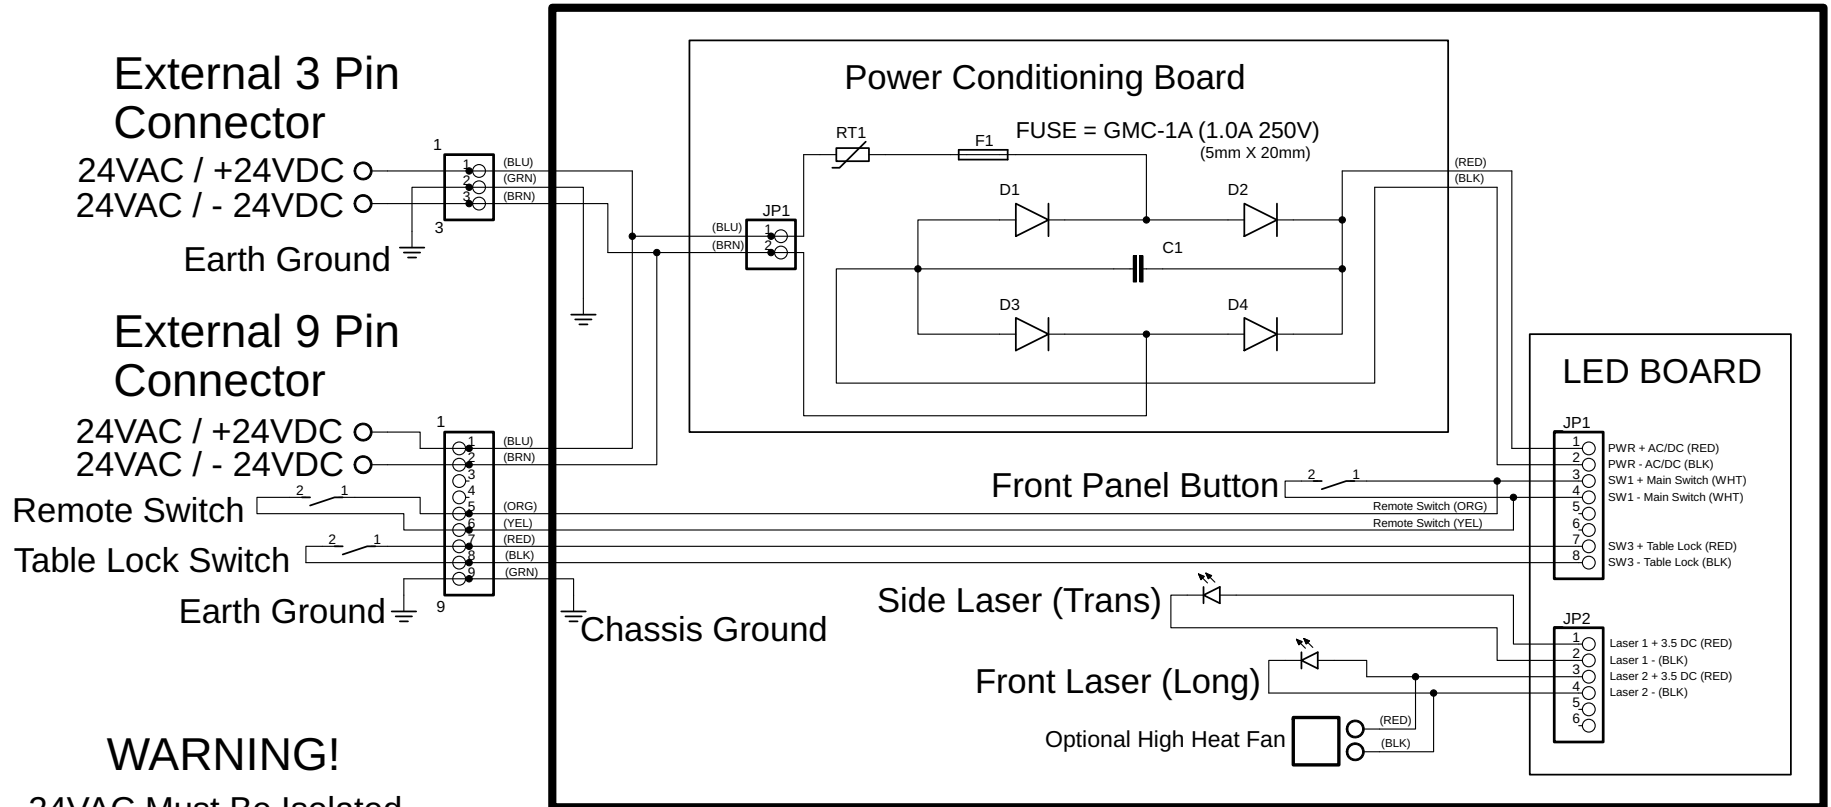 External 3 Pin
Connector
24VAC / +24VDC
24VAC / - 24VDC
Earth Ground
1
1
2
3
3
(BLU)
(GRN)
(BRN)
External 9 Pin
Connector
24VAC / +24VDC
24VAC / - 24VDC
Remote Switch
2 1
Table Lock Switch
2 1
Earth Ground
1
1
2
3
4
5
6
7
8
9
9
(BLU)
(BRN)
(ORG)
(YEL)
(RED)
(BLK)
(GRN)
Chassis Ground
WARNING!
24VAC Must Be Isolated
Power Conditioning Board
RT1
F1
FUSE = GMC-1A (1.0A 250V)
(5mm X 20mm)
D1
D2
C1
D3
D4
JP1
(BLU)
(BRN)
1
2
(RED)
(BLK)
Front Panel Button
2 1
Remote Switch (ORG)
Remote Switch (YEL)
Side Laser (Trans)
Front Laser (Long)
Optional High Heat Fan
(RED)
(BLK)
LED BOARD
JP1
1 PWR + AC/DC (RED)
2 PWR - AC/DC (BLK)
3 SW1 + Main Switch (WHT)
4 SW1 - Main Switch (WHT)
5
6
7 SW3 + Table Lock (RED)
8 SW3 - Table Lock (BLK)
JP2
1 Laser 1 + 3.5 DC (RED)
2 Laser 1 - (BLK)
3 Laser 2 + 3.5 DC (RED)
4 Laser 2 - (BLK)
5
6